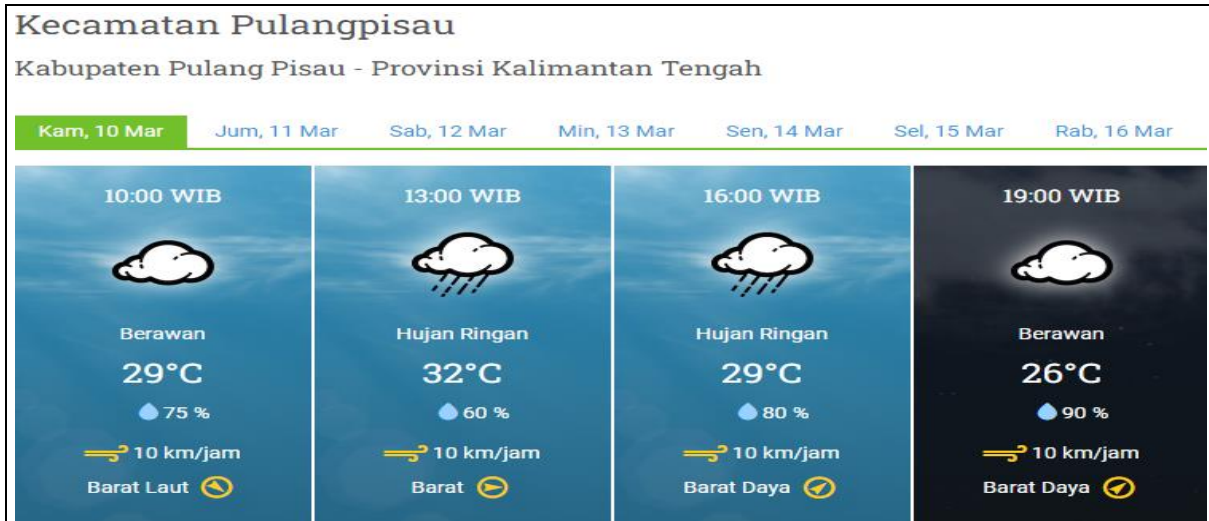 Kecamatan Pulangpisau
Kabupaten Pulang Pisau - Provinsi Kalimantan Tengah
Kam, 10 Mar Jum, 11 Mar Sab, 12 Mar Min, 13 Mar Sen, 14 Mar Sel, 15 Mar Rab, 16 Mar
10:00 WIB 13:00 WIB 16:00 WIB 19:00 WIB
Berawan Hujan Ringan Hujan Ringan Berawan
29°C 32°C 29°C 26°C
75 % 60 % 80 % 90 %
10 km/jam 10 km/jam 10 km/jam 10 km/jam
Barat Laut Barat Barat Daya Barat Daya